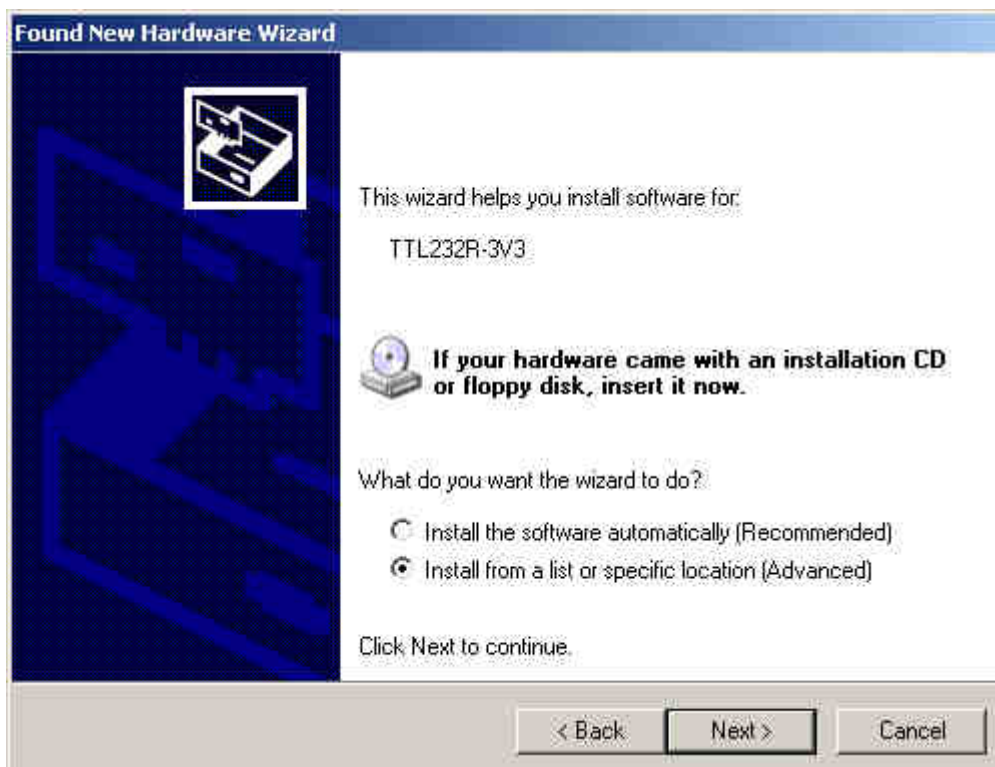 Found New Hardware Wizard
This wizard helps you install software for:
TTL232R-3V3
If your hardware came with an installation CD
or floppy disk, insert it now.
What do you want the wizard to do?
Install the software automatically (Recommended)
Install from a list or specific location (Advanced)
Click Next to continue.
< Back
Next >
Cancel